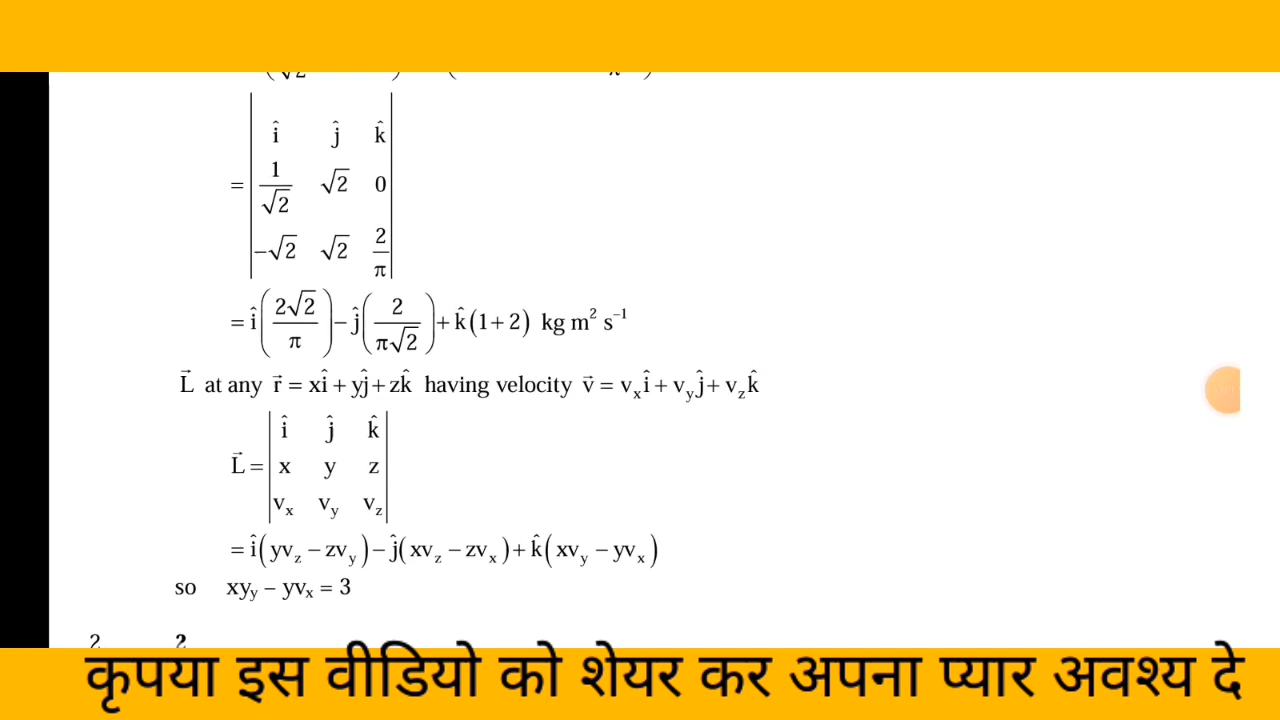 = | î ĵ k̂ |
| 1/√2 √2 0 |
| −√2 √2 2/π |
= î(2√2/π) − ĵ(2/π√2) + k̂(1+2) kg m² s⁻¹
L⃗ at any r⃗ = xî + yĵ + zk̂ having velocity v⃗ = vₓî + v_yĵ + v_zk̂
L⃗ = | î ĵ k̂ |
| x y z |
| vₓ v_y v_z |
= î(yv_z − zv_y) − ĵ(xv_z − zvₓ) + k̂(xv_y − yvₓ)
so xy_y – yvₓ = 3
2 2
कृपया इस वीडियो को शेयर कर अपना प्यार अवश्य दे